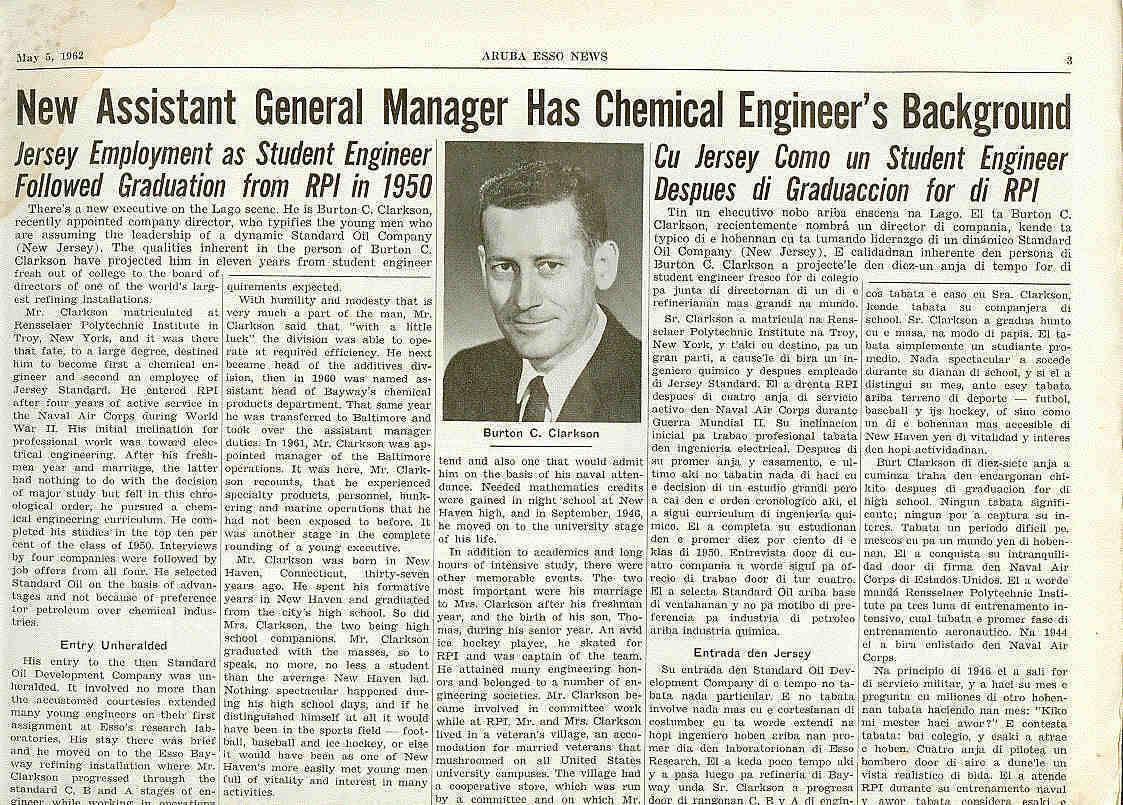 May 5, 1962
ARUBA ESSO NEWS
3
New Assistant General Manager Has Chemical Engineer's Background
Jersey Employment as Student Engineer
Followed Graduation from RPI in 1950
There's a new executive on the Lago scene. He is Burton C. Clarkson,
recently appointed company director, who typifies the young men who
are assuming the leadership of a dynamic Standard Oil Company
(New Jersey). The qualities inherent in the person of Burton C.
Clarkson have projected him in eleven years from student engineer
fresh out of college to the board of
directors of one of the world's larg-
est refining installations.
Mr. Clarkson matriculated at
Rensselaer Polytechnic Institute in
Troy, New York, and it was there
that fate, to a large degree, destined
him to become first a chemical en-
gineer and second an employee of
Jersey Standard. He entered RPI
after four years of active service in
the Naval Air Corps during World
War II. His initial inclination for
professional work was toward elec-
trical engineering. After his fresh-
men year and marriage, the latter
had nothing to do with the decision
of major study but fell in this chro-
nological order, he pursued a chem-
ical engineering curriculum. He com-
pleted his studies in the top ten per
cent of the class of 1950. Interviews
by four companies were followed by
job offers from all four. He selected
Standard Oil on the basis of advan-
tages and not because of preference
for petroleum over chemical indus-
tries.
Entry Unheralded
His entry to the then Standard
Oil Development Company was un-
heralded. It involved no more than
the accustomed courtesies extended
many young engineers on their first
assignment at Esso's research lab-
oratories. His stay there was brief
and he moved on to the Esso Bay-
way refining installation where Mr.
Clarkson progressed through the
standard C, B and A stages of en-
gineer while working in operations
quirements expected.
With humility and modesty that is
very much a part of the man, Mr.
Clarkson said that "with a little
luck" the division was able to ope-
rate at required efficiency. He next
became head of the additives div-
ision, then in 1960 was named as-
sistant head of Bayway's chemical
products department. That same year
he was transferred to Baltimore and
took over the assistant manager
duties. In 1961, Mr. Clarkson was ap-
pointed manager of the Baltimore
operations. It was here, Mr. Clark-
son recounts, that he experienced
specialty products, personnel, bunk-
ering and marine operations that he
had not been exposed to before. It
was another stage in the complete
rounding of a young executive.
Mr. Clarkson was born in New
Haven, Connecticut, thirty-seven
years ago. He spent his formative
years in New Haven and graduated
from the city's high school. So did
Mrs. Clarkson, the two being high
school companions. Mr. Clarkson
graduated with the masses, so to
speak, no more, no less a student
than the average New Haven lad.
Nothing spectacular happened dur-
ing his high school days, and if he
distinguished himself at all it would
have been in the sports field — foot-
ball, baseball and ice hockey, or else
it would have been as one of New
Haven's more easily met young men
full of vitality and interest in many
activities.
Burton C. Clarkson
tend and also one that would admit
him on the basis of his naval atten-
dance. Needed mathematics credits
were gained in night school at New
Haven high, and in September, 1946,
he moved on to the university stage
of his life.
In addition to academics and long
hours of intensive study, there were
other memorable events. The two
most important were his marriage
to Mrs. Clarkson after his freshman
year, and the birth of his son, Tho-
mas, during his senior year. An avid
ice hockey player, he skated for
RPI and was captain of the team.
He attained many engineering hon-
ors and belonged to a number of en-
gineering societies. Mr. Clarkson be-
came involved in committee work
while at RPI. Mr. and Mrs. Clarkson
lived in a veteran's village, an acco-
modation for married veterans that
mushroomed on all United States
university campuses. The village had
a cooperative store, which was run
by a committee and on which Mr.
Cu Jersey Como un Student Engineer
Despues di Graduaccion for di RPI
Tin un ehecutivo nobo ariba enscena na Lago. El ta Burton C.
Clarkson, recientemente nombrá un director di compania, kende ta
typico di e hobennan cu ta tumando liderazgo di un dinámico Standard
Oil Company (New Jersey). E calidadnan inherente den persona di
Burton C. Clarkson a projecté'le den diez-un anja di tempo for di
student engineer fresco for di colegio
pa junta di directornan di un di e
refinerianan mas grandi na mundo.
Sr. Clarkson a matricula na Rens-
selaer Polytechnic Institute na Troy,
New York, y t'aki cu destino, pa un
gran parti, a cause'le di bira un in-
geniero quimico y despues empleado
di Jersey Standard. El a drenta RPI
despues di cuatro anja di servicio
activo den Naval Air Corps durante
Guerra Mundial II. Su inclinacion
inicial pa trabao profesional tabata
den ingenieria electrical. Despues di
su promer anja y casamento, e ul-
timo aki no tabatin nada di haci cu
e decision di un estudio grandi pero
a cai den e orden cronologico aki, el
a sigui curriculum di ingenieria qui-
mico. El a completa su estudionan
den e promer diez por ciento di e
klas di 1950. Entrevista door di cu-
atro compania a worde sigui pa of-
recio di trabao door di tur cuatro.
El a selecta Standard Oil ariba base
di ventahanan y no pa motibo di pre-
ferencia pa industria di petroleo
ariba industria quimica.
Entrada den Jersey
Su entrada den Standard Oil Dev-
elopment Company di e tempo no ta-
bata nada particular. E no tabata
involve nada mas cu e cortesianan di
costumber cu ta worde extendi na
hopi ingeniero hoben ariba nan pro-
mer dia den laboratorionan di Esso
Research. El a keda poco tempo aki
y a pasa luego pa refineria di Bay-
way unda Sr. Clarkson a progresa
door di rangonan C, B y A di engin-
cos tabata e caso cu Sra. Clarkson,
kende tabata su companjera di
school. Sr. Clarkson a gradua hunto
cu e masa, na modo di papia. El ta-
bata simplemente un studiante pro-
medio. Nada spectacular a socede
durante su dianan di school, y si el a
distingui su mes, anto esey tabata
ariba terreno di deporte — futbol,
baseball y ijs hockey, of sino como
un di e bohennan mas accesible di
New Haven yen di vitalidad y interes
den hopi actividadnan.
Burt Clarkson di diez-siete anja a
cuminza traha den encargonan chi-
kito despues di graduacion for di
high school. Ningun tabata signifi-
cante; ningun por a captura su in-
teres. Tabata un periodo dificil pe,
mescos cu pa un mundo yen di hoben-
nan. El a conquista su intranquili-
dad door di firma den Naval Air
Corps di Estados Unidos. El a worde
mandá Rensselaer Polytechnic Insti-
tute pa tres luna di entrenamento in-
tensivo, cual tabata e promer fase di
entrenamento aeronautico. Na 1944
el a bira enlistado den Naval Air
Corps.
Na principio di 1946 el a sali for
di servicio militar, y a haci su mes e
pregunta cu miliones di otro hoben-
nan tabata haciendo nan mes: "Kiko
mi mester haci awor?" E contesta
tabata: bai colegio, y esaki a atrae
e hoben. Cuatro anja di pilotea un
bombero door di aire a dune'le un
vista realistico di bida. El a atende
RPI durante su entrenamento naval
y awor tabata considera esaki